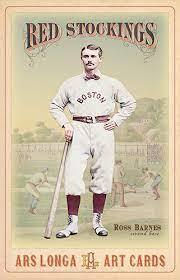 RED STOCKINGS
BOSTON
ROSS BARNES
second base
ARS LONGA AL ART CARDS